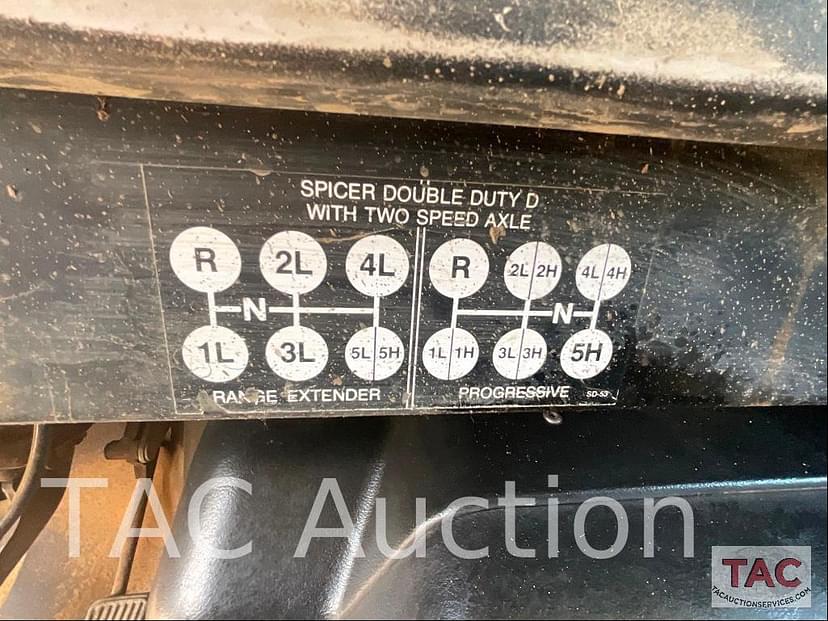 SPICER DOUBLE DUTY D
WITH TWO SPEED AXLE
R 2L 4L
N
1L 3L 5L 5H
RANGE EXTENDER
R 2L 2H 4L 4H
N
1L 1H 3L 3H 5H
PROGRESSIVE SD-53
TAC Auction
TAC
TACAUCTIONSERVICES.COM